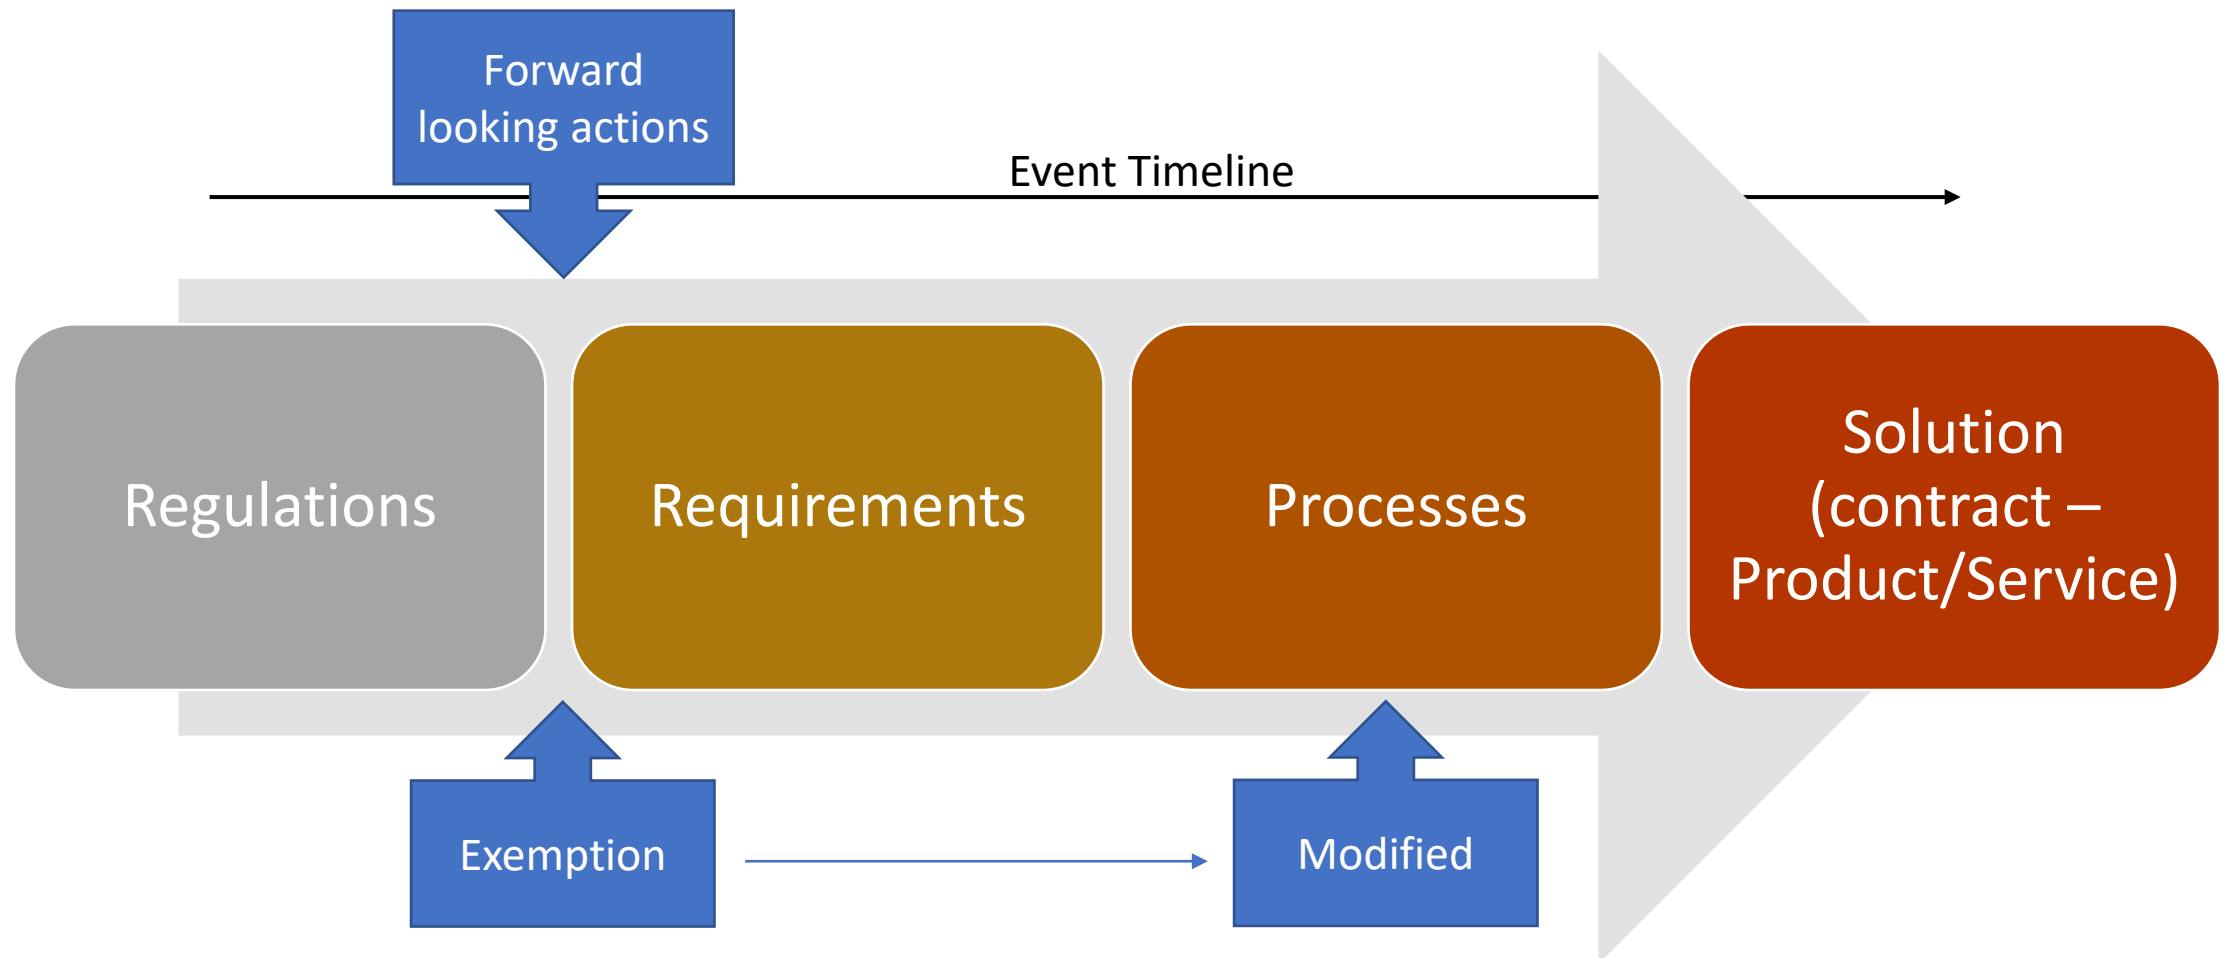 Forward
looking actions
Event Timeline
Regulations
Requirements
Processes
Solution
(contract –
Product/Service)
Exemption
Modified